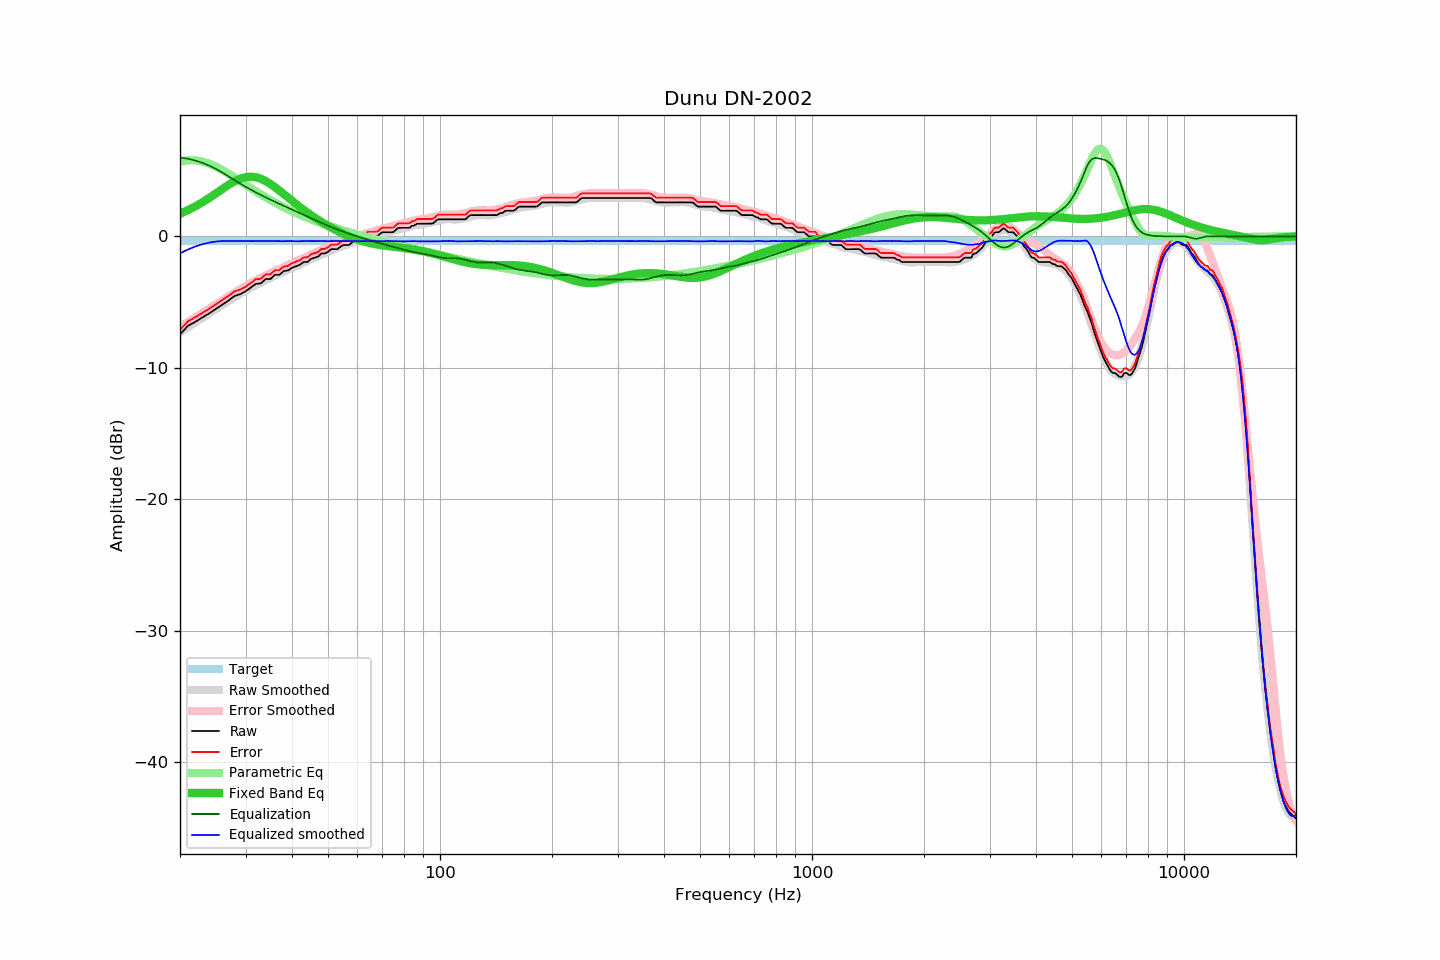 Dunu DN-2002
0
−10
−20
−30
−40
Amplitude (dBr)
Target
Raw Smoothed
Error Smoothed
Raw
Error
Parametric Eq
Fixed Band Eq
Equalization
Equalized smoothed
100 1000 10000
Frequency (Hz)